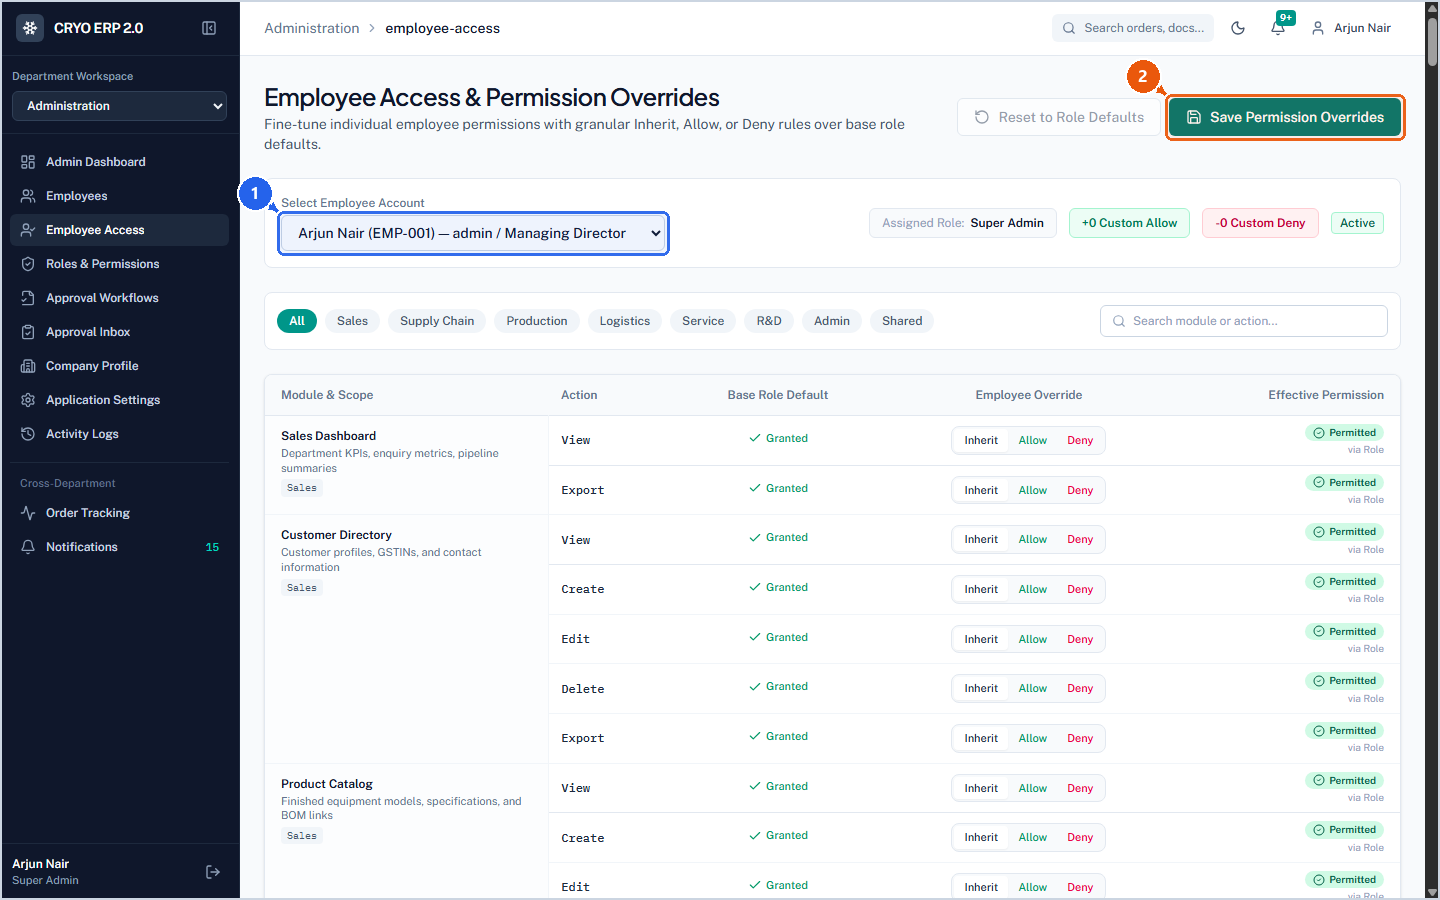 CRYO ERP 2.0
Administration > employee-access
Search orders, docs...
9+
Arjun Nair
Department Workspace
Administration
Admin Dashboard
Employees
Employee Access
Roles & Permissions
Approval Workflows
Approval Inbox
Company Profile
Application Settings
Activity Logs
Cross-Department
Order Tracking
Notifications 15
Arjun Nair
Super Admin
Employee Access & Permission Overrides
Fine-tune individual employee permissions with granular Inherit, Allow, or Deny rules over base role
defaults.
Reset to Role Defaults
2
Save Permission Overrides
1
Select Employee Account
Arjun Nair (EMP-001) — admin / Managing Director
Assigned Role: Super Admin
+0 Custom Allow
-0 Custom Deny
Active
All Sales Supply Chain Production Logistics Service R&D Admin Shared
Search module or action...
Module & Scope Action Base Role Default Employee Override Effective Permission
Sales Dashboard
Department KPIs, enquiry metrics, pipeline
summaries
Sales
View Granted Inherit Allow Deny Permitted
via Role
Export Granted Inherit Allow Deny Permitted
via Role
Customer Directory
Customer profiles, GSTINs, and contact
information
Sales
View Granted Inherit Allow Deny Permitted
via Role
Create Granted Inherit Allow Deny Permitted
via Role
Edit Granted Inherit Allow Deny Permitted
via Role
Delete Granted Inherit Allow Deny Permitted
via Role
Export Granted Inherit Allow Deny Permitted
via Role
Product Catalog
Finished equipment models, specifications, and
BOM links
Sales
View Granted Inherit Allow Deny Permitted
via Role
Create Granted Inherit Allow Deny Permitted
via Role
Edit Granted Inherit Allow Deny Permitted
via Role